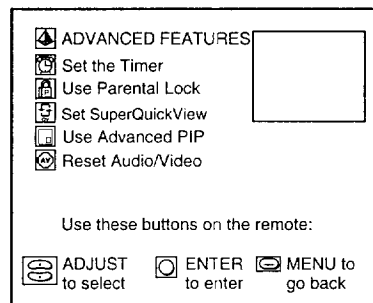 ADVANCED FEATURES
Set the Timer
Use Parental Lock
Set SuperQuickView
Use Advanced PIP
AV Reset Audio/Video
Use these buttons on the remote:
ADJUST to select
ENTER to enter
MENU to go back